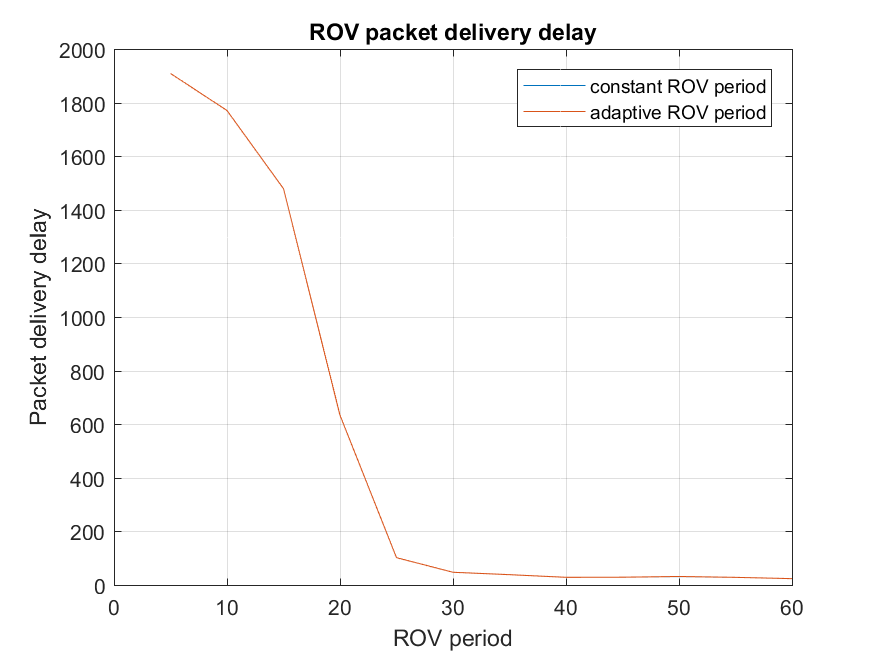 ROV packet delivery delay
constant ROV period
adaptive ROV period
2000
1800
1600
1400
1200
1000
800
600
400
200
0
Packet delivery delay
0 10 20 30 40 50 60
ROV period